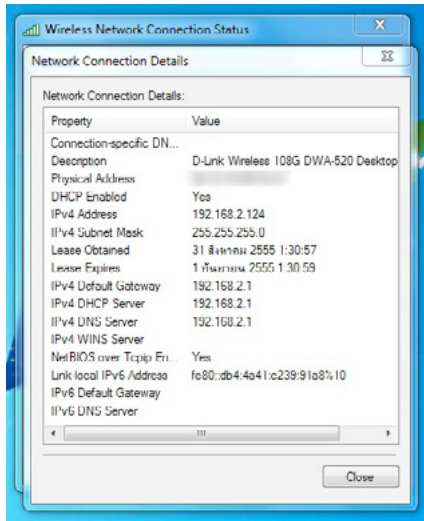 Wireless Network Connection Status
Network Connection Details
Network Connection Details:
Property Value
Connection-specific DN...
Description D-Link Wireless 108G DWA-520 Desktop
Physical Address
DHCP Enabled Yes
IPv4 Address 192.168.2.124
IPv4 Subnet Mask 255.255.255.0
Lease Obtained 31 สิงหาคม 2555 1:30:57
Lease Expires 1 กันยายน 2555 1:30:59
IPv4 Default Gateway 192.168.2.1
IPv4 DHCP Server 192.168.2.1
IPv4 DNS Server 192.168.2.1
IPv4 WINS Server
NetBIOS over Tcpip En... Yes
Link-local IPv6 Address fe80::db4:4a41:c239:91a8%10
IPv6 Default Gateway
IPv6 DNS Server
Close